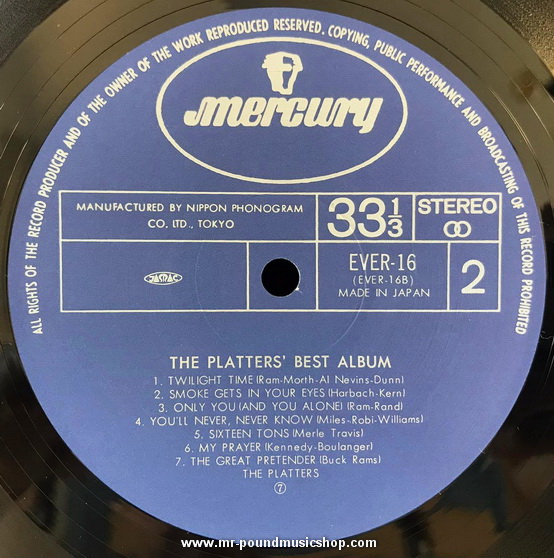 ALL RIGHTS OF THE RECORD PRODUCER AND OF THE OWNER OF THE WORK REPRODUCED RESERVED. COPYING, PUBLIC PERFORMANCE AND BROADCASTING OF THIS RECORD PROHIBITED
mercury
MANUFACTURED BY NIPPON PHONOGRAM
CO. LTD., TOKYO
33 1/3
STEREO
JASRAC
EVER-16
(EVER-16B)
MADE IN JAPAN
2
THE PLATTERS' BEST ALBUM
1. TWILIGHT TIME (Ram-Morth-Al Nevins-Dunn)
2. SMOKE GETS IN YOUR EYES (Harbach-Kern)
3. ONLY YOU (AND YOU ALONE) (Ram-Rand)
4. YOU'LL NEVER, NEVER KNOW (Miles-Robi-Williams)
5. SIXTEEN TONS (Merle Travis)
6. MY PRAYER (Kennedy-Boulanger)
7. THE GREAT PRETENDER (Buck Rams)
THE PLATTERS
⑦
www.mr-poundmusicshop.com